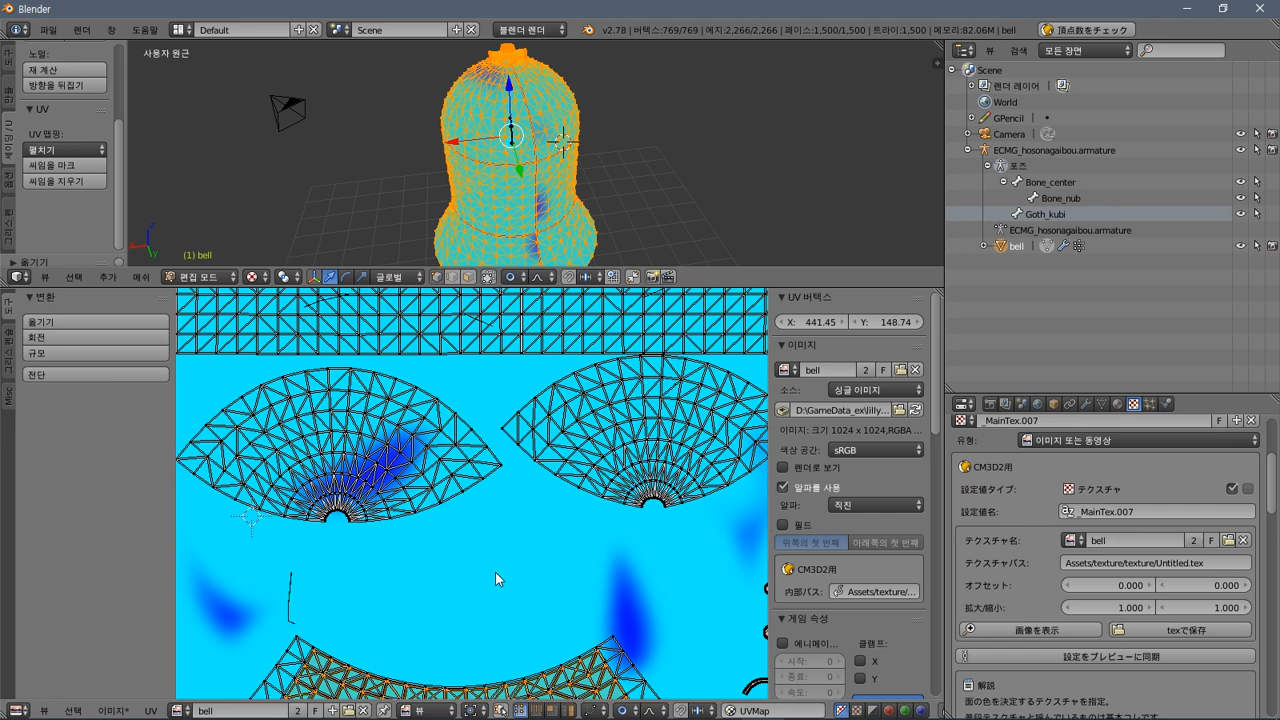 Blender
파일
렌더
창
도움말
Default
Scene
블렌더 렌더
v2.78 | 버텍스:769/769 | 에지:2,266/2,266 | 페이스:1,500/1,500 | 트라이:1,500 | 메모리:82.06M | bell
頂点数をチェック
노멀:
재 계산
방향을 뒤집기
UV
UV 맵핑:
펼치기
씨임을 마크
씨임을 지우기
옮기기
사용자 원근
(1) bell
뷰
선택
추가
메쉬
편집 모드
글로벌
뷰
검색
모든 장면
Scene
렌더 레이어
World
GPencil
Camera
ECMG_hosonagaibou.armature
포즈
Bone_center
Bone_nub
Goth_kubi
ECMG_hosonagaibou.armature
bell
변환
옮기기
회전
규모
전단
Misc
UV 버텍스
X: 441.45
Y: 148.74
이미지
bell
2
F
소스:
싱글 이미지
D:\GameData_ex\lilly...
이미지: 크기 1024 x 1024,RGBA ...
색상 공간:
sRGB
렌더로 보기
알파를 사용
알파:
직진
필드
위쪽의 첫 번째
아래쪽의 첫 번째
CM3D2用
内部パス:
Assets/texture/...
게임 속성
에니메이...
클램프:
시작: 0
X
종료: 0
Y
속도: 0
_MainTex.007
F
유형:
이미지 또는 동영상
CM3D2用
設定値タイプ:
テクスチャ
設定値名:
_MainTex.007
テクスチャ名:
bell
2
F
テクスチャパス:
Assets/texture/texture/Untitled.tex
オフセット:
0.000
0.000
拡大/縮小:
1.000
1.000
画像を表示
texで保存
設定をプレビューに同期
解説
面の色を決定するテクスチャを指定。
뷰
선택
이미지*
UV
bell
2
F
뷰
UVMap